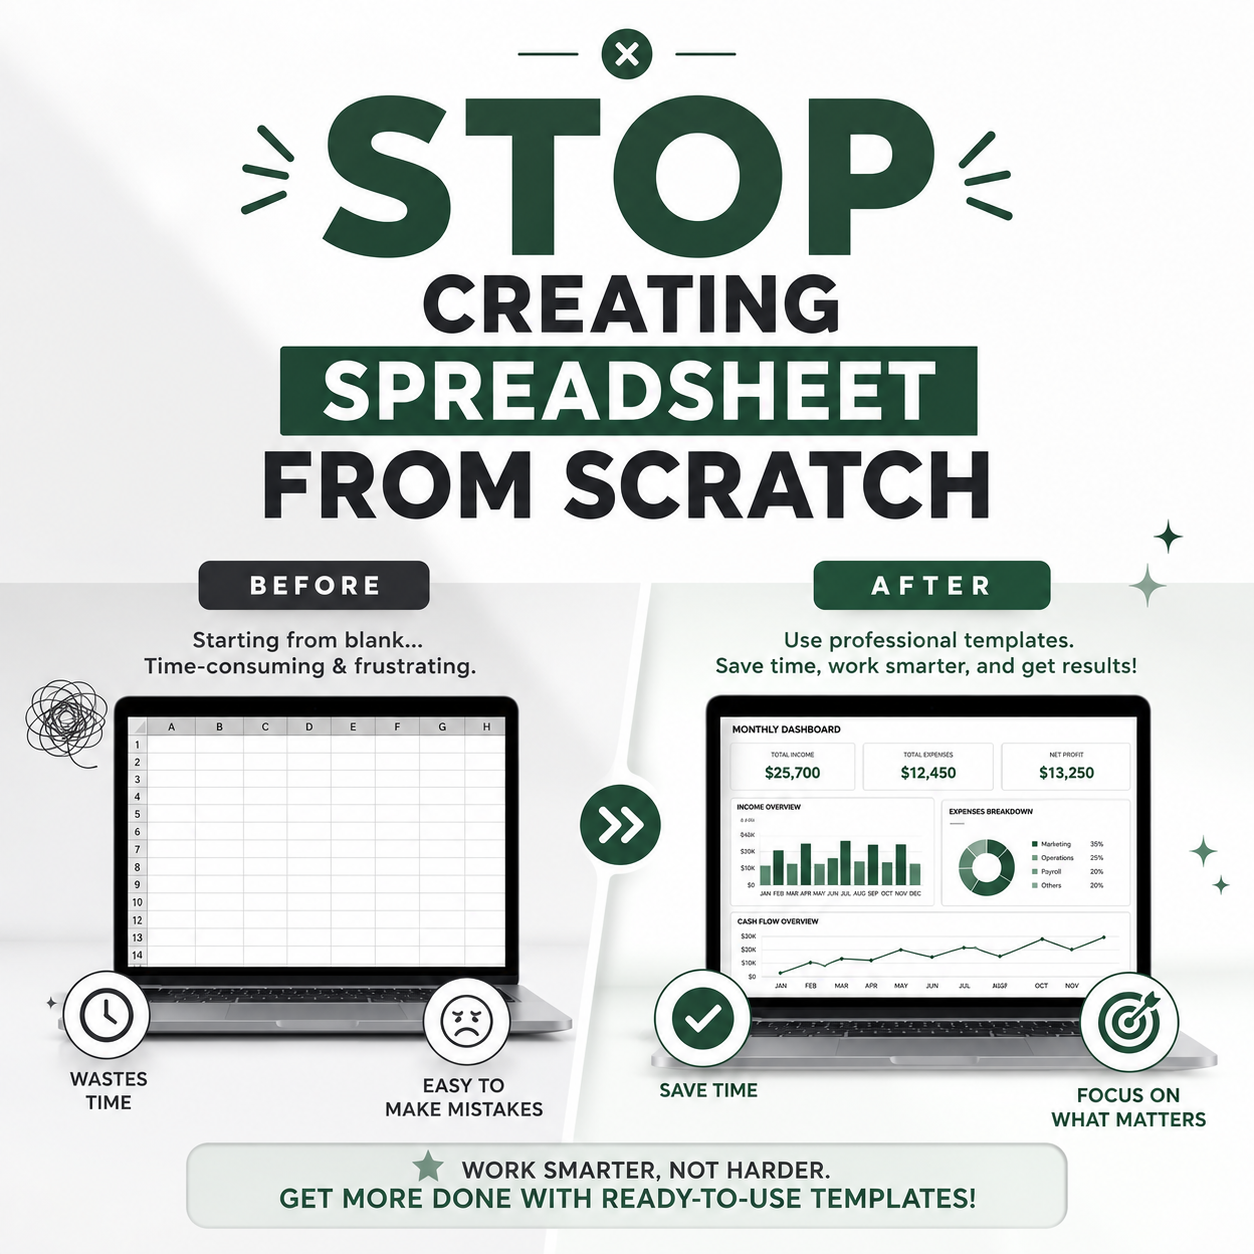 STOP
CREATING
SPREADSHEET
FROM SCRATCH
BEFORE
Starting from blank...
Time-consuming & frustrating.
A B C D E F G H
1
2
3
4
5
6
7
8
9
10
12
13
14
WASTES
TIME
EASY TO
MAKE MISTAKES
AFTER
Use professional templates.
Save time, work smarter, and get results!
MONTHLY DASHBOARD
TOTAL INCOME
$25,700
TOTAL EXPENSES
$12,450
NET PROFIT
$13,250
INCOME OVERVIEW
$30K
$10K
$0
JAN FEB MAR APR MAY JUN JUL AUG SEP OCT NOV DEC
EXPENSES BREAKDOWN
Marketing 35%
Operations 25%
Payroll 20%
Others 20%
CASH FLOW OVERVIEW
$30K
$20K
$10K
$0
JAN FEB MAR APR MAY JUN JUL OCT NOV
SAVE TIME
FOCUS ON
WHAT MATTERS
WORK SMARTER, NOT HARDER.
GET MORE DONE WITH READY-TO-USE TEMPLATES!